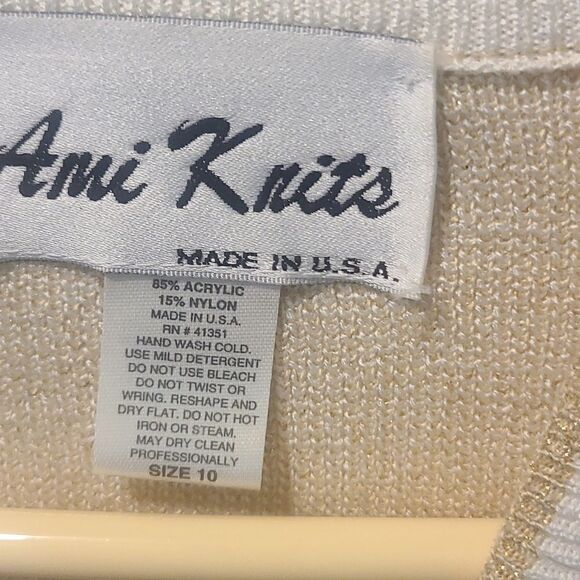 Ami Knits
MADE IN U.S.A.
85% ACRYLIC
15% NYLON
MADE IN U.S.A.
RN # 41351
HAND WASH COLD.
USE MILD DETERGENT
DO NOT USE BLEACH
DO NOT TWIST OR
WRING. RESHAPE AND
DRY FLAT. DO NOT HOT
IRON OR STEAM.
MAY DRY CLEAN
PROFESSIONALLY
SIZE 10